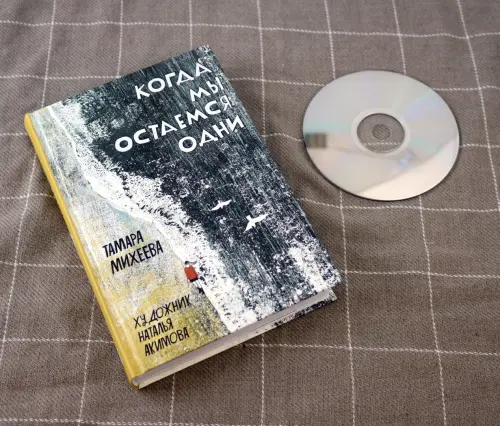 КОГДА
МЫ
ОСТАЕМСЯ
ОДНИ
ТАМАРА
МИХЕЕВА
ХУДОЖНИК
НАТАЛЬЯ
АКИМОВА